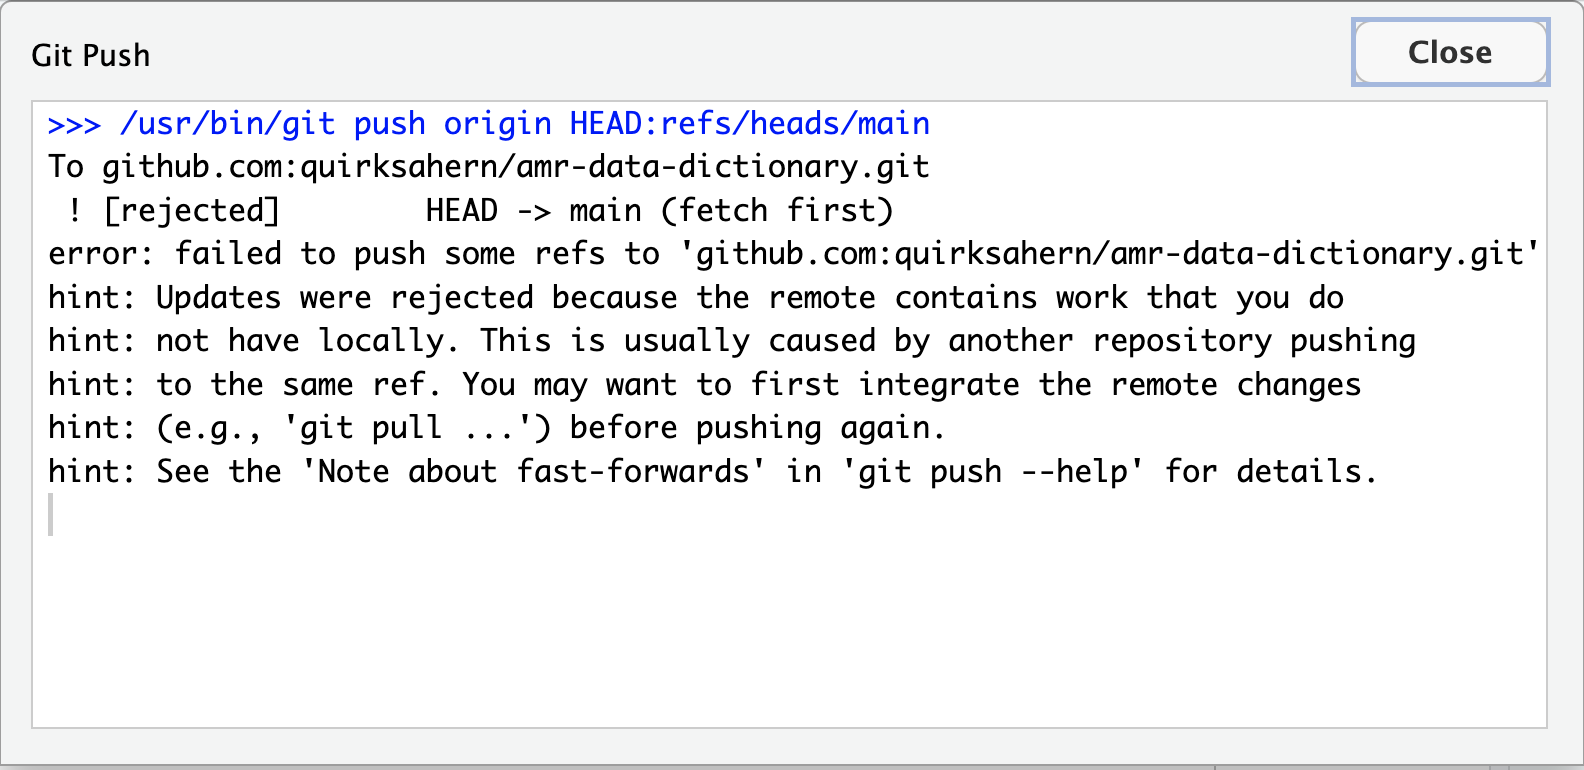 Git Push
Close
>>> /usr/bin/git push origin HEAD:refs/heads/main
To github.com:quirksahern/amr-data-dictionary.git
 ! [rejected]        HEAD -> main (fetch first)
error: failed to push some refs to 'github.com:quirksahern/amr-data-dictionary.git'
hint: Updates were rejected because the remote contains work that you do
hint: not have locally. This is usually caused by another repository pushing
hint: to the same ref. You may want to first integrate the remote changes
hint: (e.g., 'git pull ...') before pushing again.
hint: See the 'Note about fast-forwards' in 'git push --help' for details.